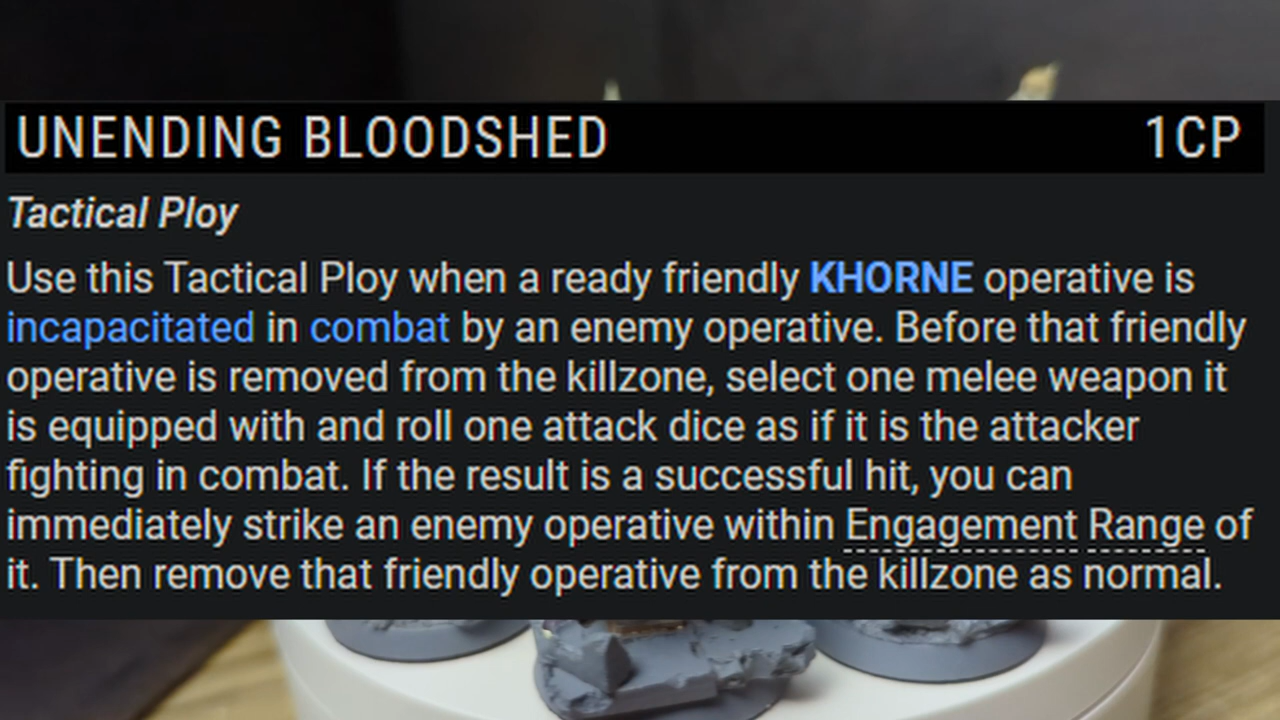 UNENDING BLOODSHED 1CP
Tactical Ploy
Use this Tactical Ploy when a ready friendly KHORNE operative is
incapacitated in combat by an enemy operative. Before that friendly
operative is removed from the killzone, select one melee weapon it
is equipped with and roll one attack dice as if it is the attacker
fighting in combat. If the result is a successful hit, you can
immediately strike an enemy operative within Engagement Range of
it. Then remove that friendly operative from the killzone as normal.